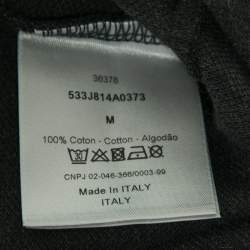 36378
533J814A0373
M
100% Coton - Cotton - Algodão
CNPJ 02-046-366/0003-99
Made in ITALY
ITALY